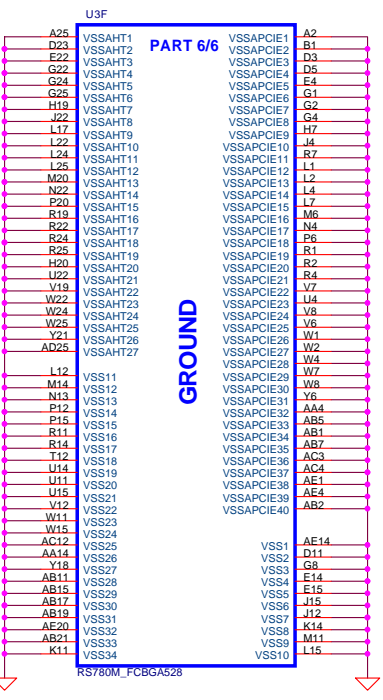 U3F
PART 6/6
A25 VSSAHT1 VSSAPCIE1 A2
D23 VSSAHT2 VSSAPCIE2 B1
E22 VSSAHT3 VSSAPCIE3 D3
G22 VSSAHT4 VSSAPCIE4 D5
G24 VSSAHT5 VSSAPCIE5 E4
G25 VSSAHT6 VSSAPCIE6 G1
H19 VSSAHT7 VSSAPCIE7 G2
J22 VSSAHT8 VSSAPCIE8 G4
L17 VSSAHT9 VSSAPCIE9 H7
L22 VSSAHT10 VSSAPCIE10 J4
L24 VSSAHT11 VSSAPCIE11 R7
L25 VSSAHT12 VSSAPCIE12 L1
M20 VSSAHT13 VSSAPCIE13 L2
N22 VSSAHT14 VSSAPCIE14 L4
P20 VSSAHT15 VSSAPCIE15 L7
R19 VSSAHT16 VSSAPCIE16 M6
R22 VSSAHT17 VSSAPCIE17 N4
R24 VSSAHT18 VSSAPCIE18 P6
R25 VSSAHT19 VSSAPCIE19 R1
H20 VSSAHT20 VSSAPCIE20 R2
U22 VSSAHT21 VSSAPCIE21 R4
V19 VSSAHT22 VSSAPCIE22 V7
W22 VSSAHT23 VSSAPCIE23 U4
W24 VSSAHT24 VSSAPCIE24 V8
W25 VSSAHT25 VSSAPCIE25 V6
Y21 VSSAHT26 VSSAPCIE26 W1
AD25 VSSAHT27 VSSAPCIE27 W2
VSSAPCIE28 W4
L12 VSS11 VSSAPCIE29 W7
M14 VSS12 VSSAPCIE30 W8
N13 VSS13 VSSAPCIE31 Y6
P12 VSS14 VSSAPCIE32 AA4
P15 VSS15 VSSAPCIE33 AB5
R11 VSS16 VSSAPCIE34 AB1
R14 VSS17 VSSAPCIE35 AB7
T12 VSS18 VSSAPCIE36 AC3
U14 VSS19 VSSAPCIE37 AC4
U11 VSS20 VSSAPCIE38 AE1
U15 VSS21 VSSAPCIE39 AE4
V12 VSS22 VSSAPCIE40 AB2
W11 VSS23
W15 VSS24
AC12 VSS25 VSS1 AE14
AA14 VSS26 VSS2 D11
Y18 VSS27 VSS3 G8
AB11 VSS28 VSS4 E14
AB15 VSS29 VSS5 E15
AB17 VSS30 VSS6 J15
AB19 VSS31 VSS7 J12
AE20 VSS32 VSS8 K14
AB21 VSS33 VSS9 M11
K11 VSS34 VSS10 L15
GROUND
RS780M_FCBGA528